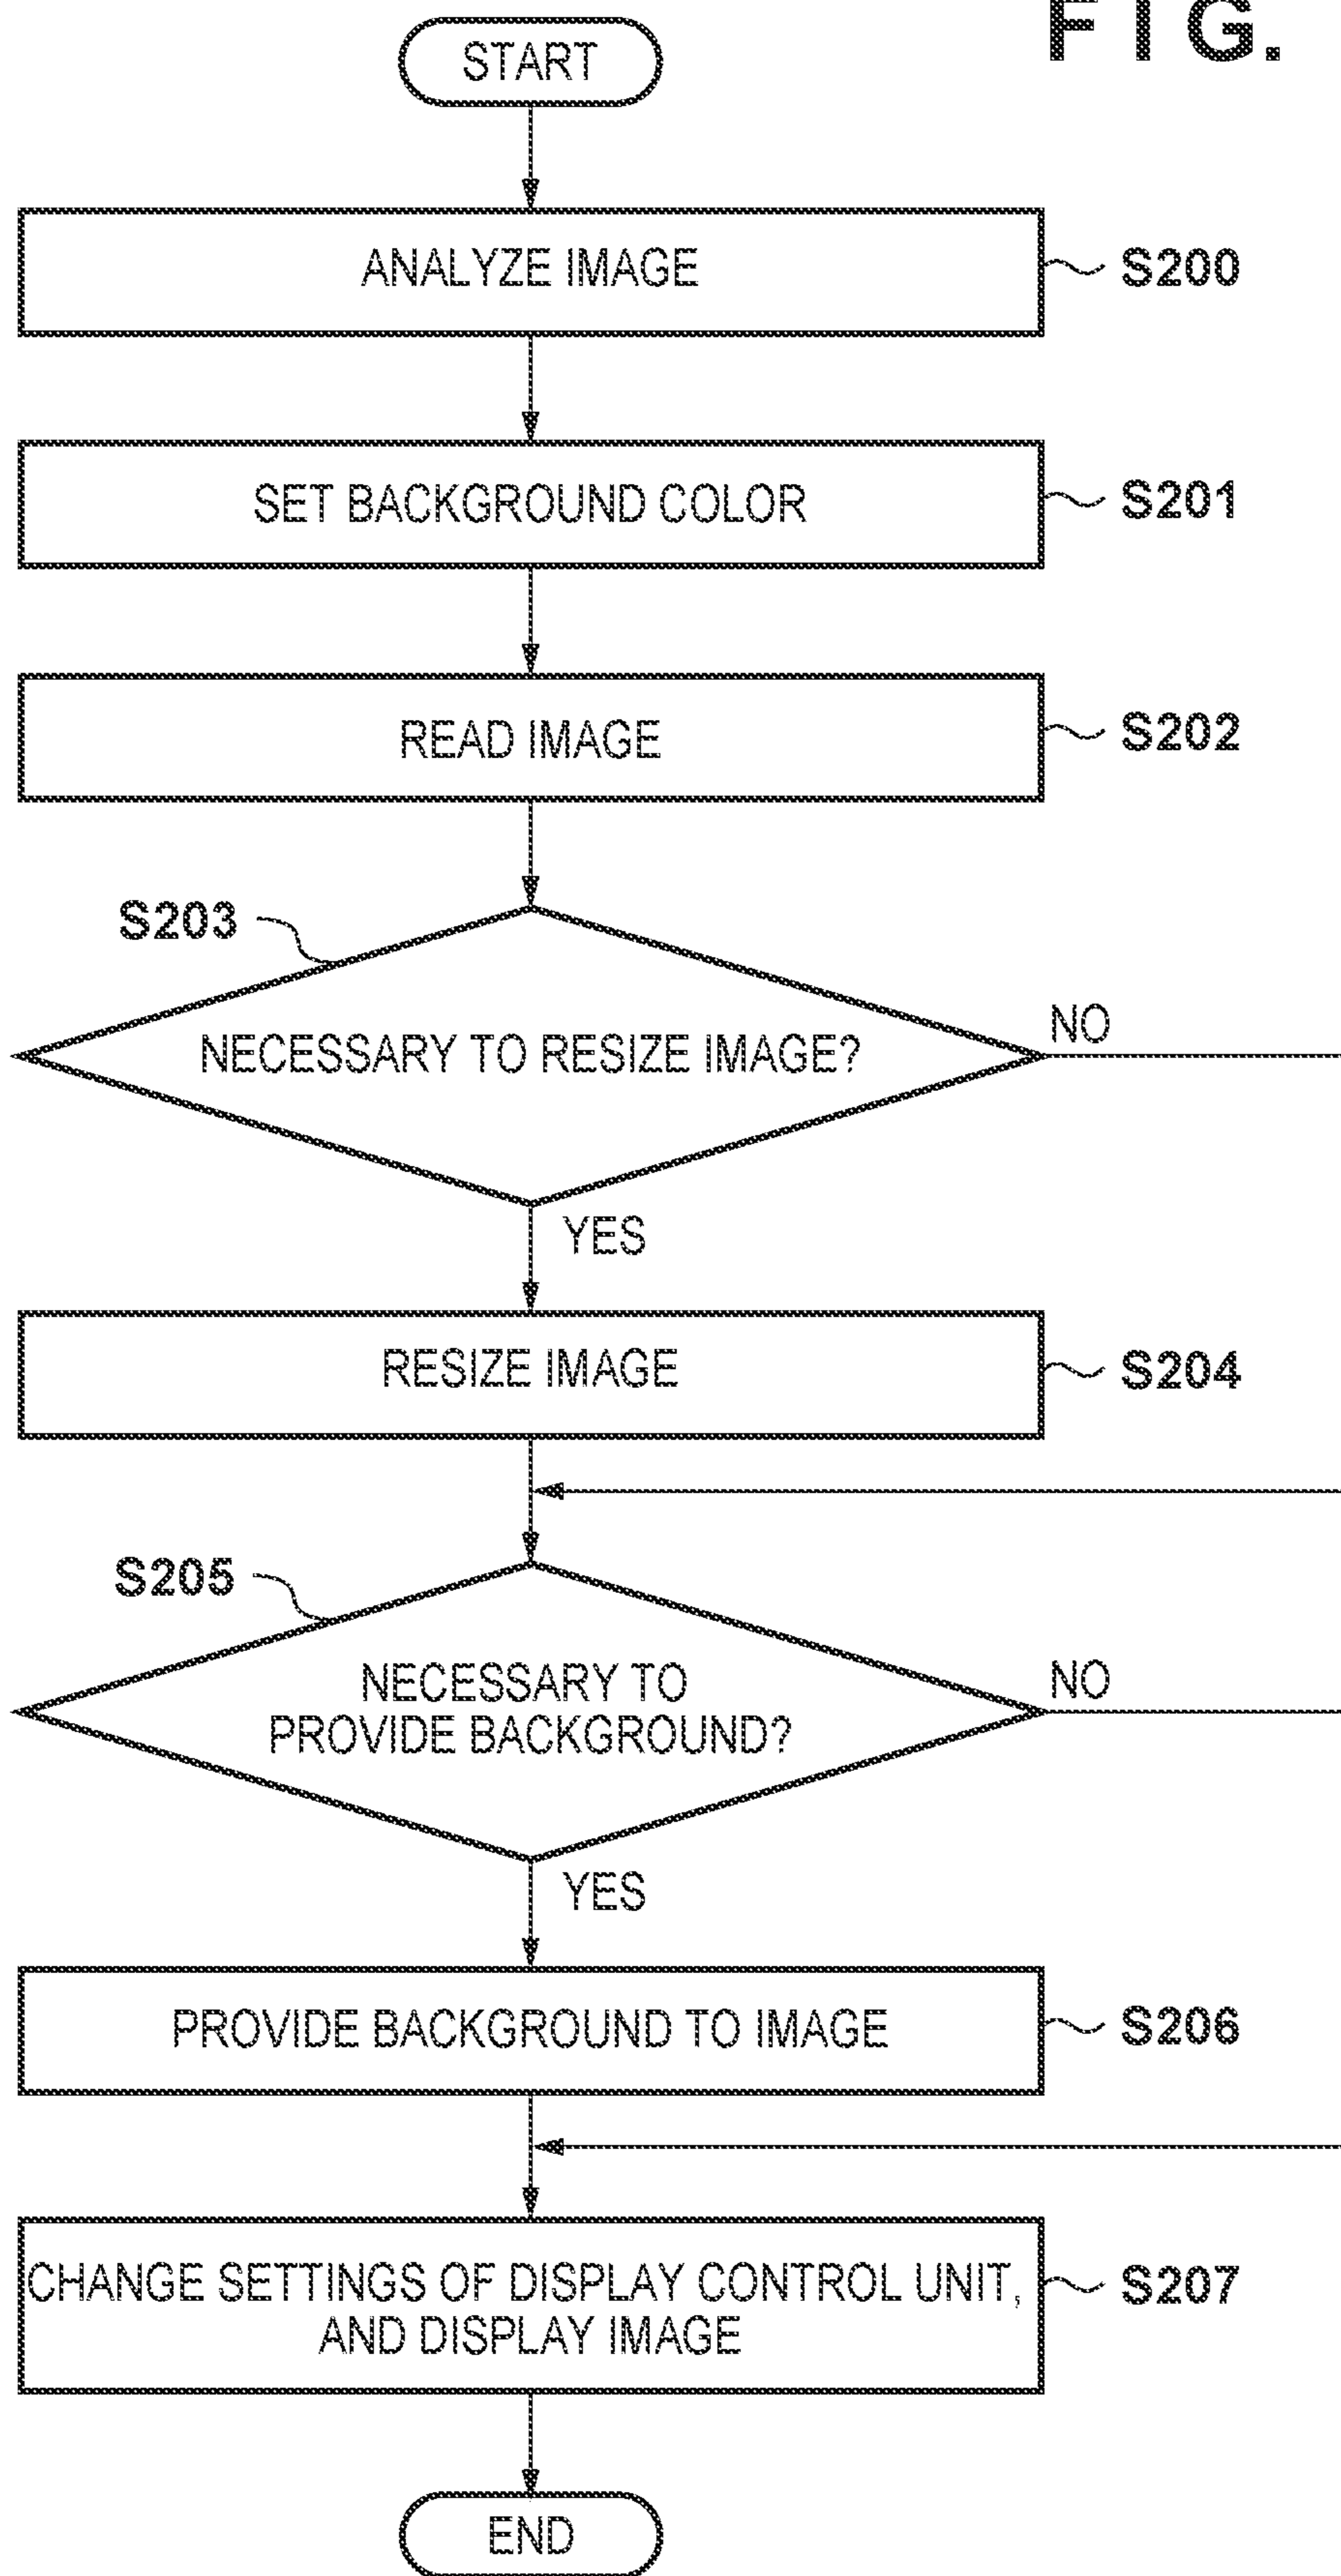 FIG.
START
ANALYZE IMAGE
S200
SET BACKGROUND COLOR
S201
READ IMAGE
S202
S203
NECESSARY TO RESIZE IMAGE?
NO
YES
RESIZE IMAGE
S204
S205
NECESSARY TO
PROVIDE BACKGROUND?
NO
YES
PROVIDE BACKGROUND TO IMAGE
S206
CHANGE SETTINGS OF DISPLAY CONTROL UNIT,
AND DISPLAY IMAGE
S207
END